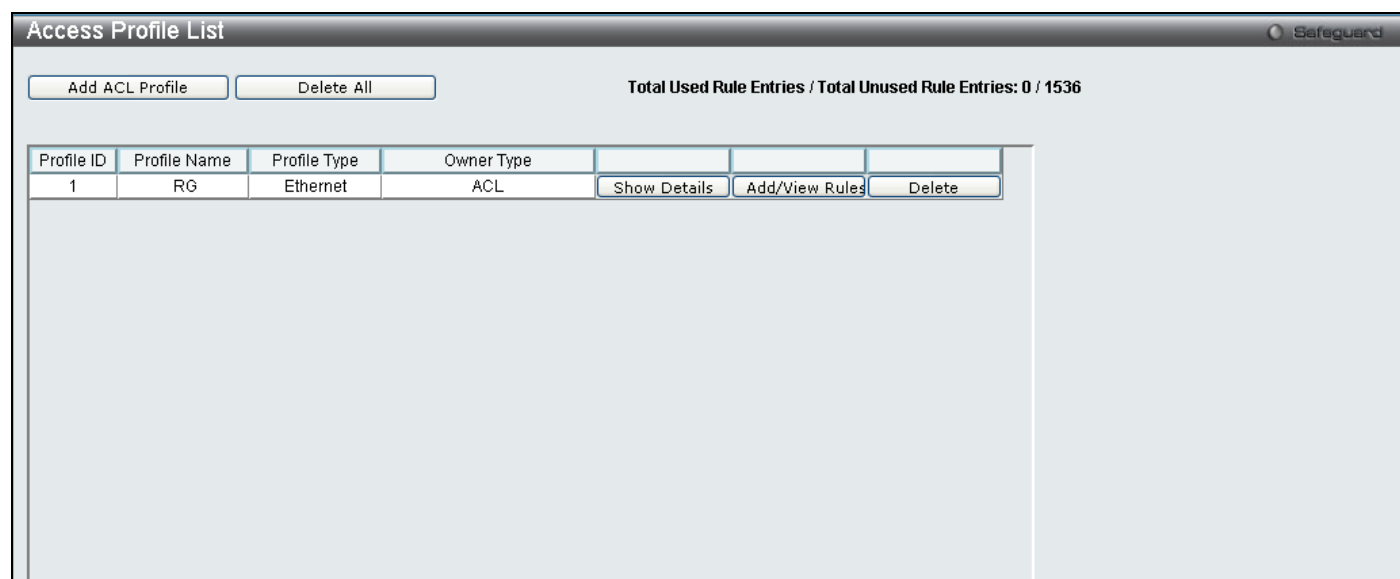 Access Profile List
Safeguard
Add ACL Profile Delete All Total Used Rule Entries / Total Unused Rule Entries: 0 / 1536
Profile ID Profile Name Profile Type Owner Type
1 RG Ethernet ACL Show Details Add/View Rules Delete